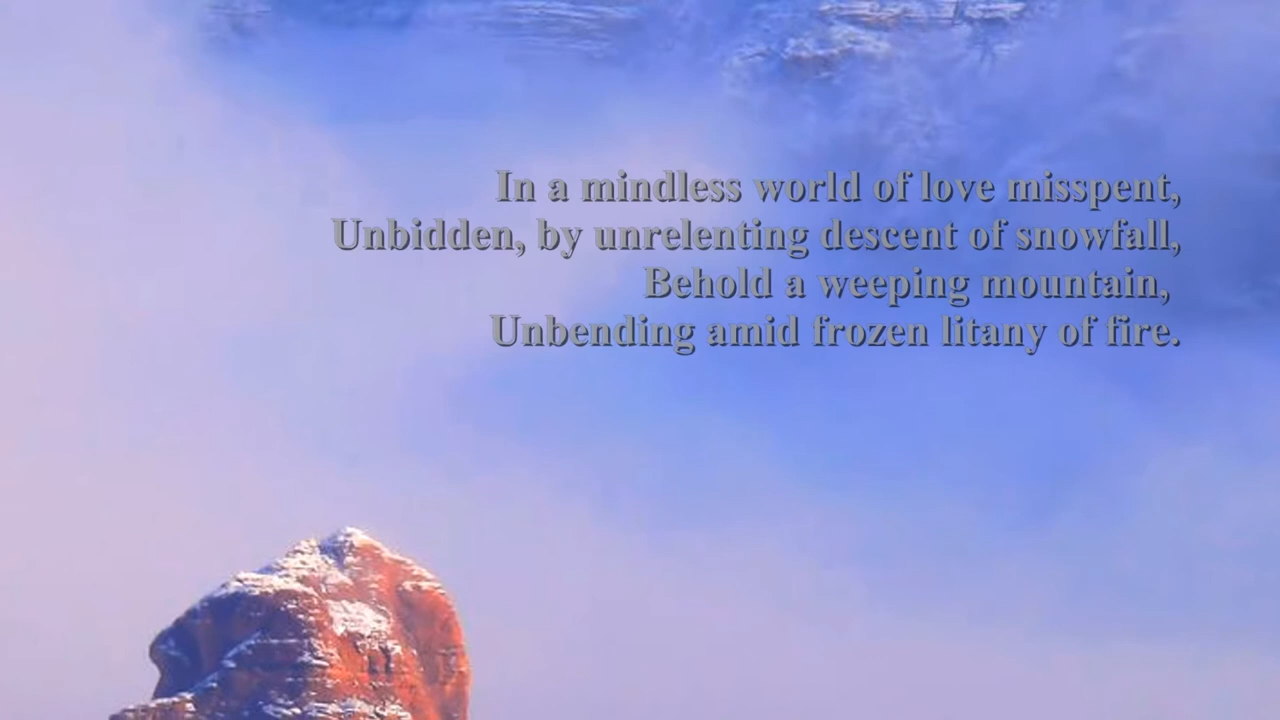 In a mindless world of love misspent,
Unbidden, by unrelenting descent of snowfall,
Behold a weeping mountain,
Unbending amid frozen litany of fire.